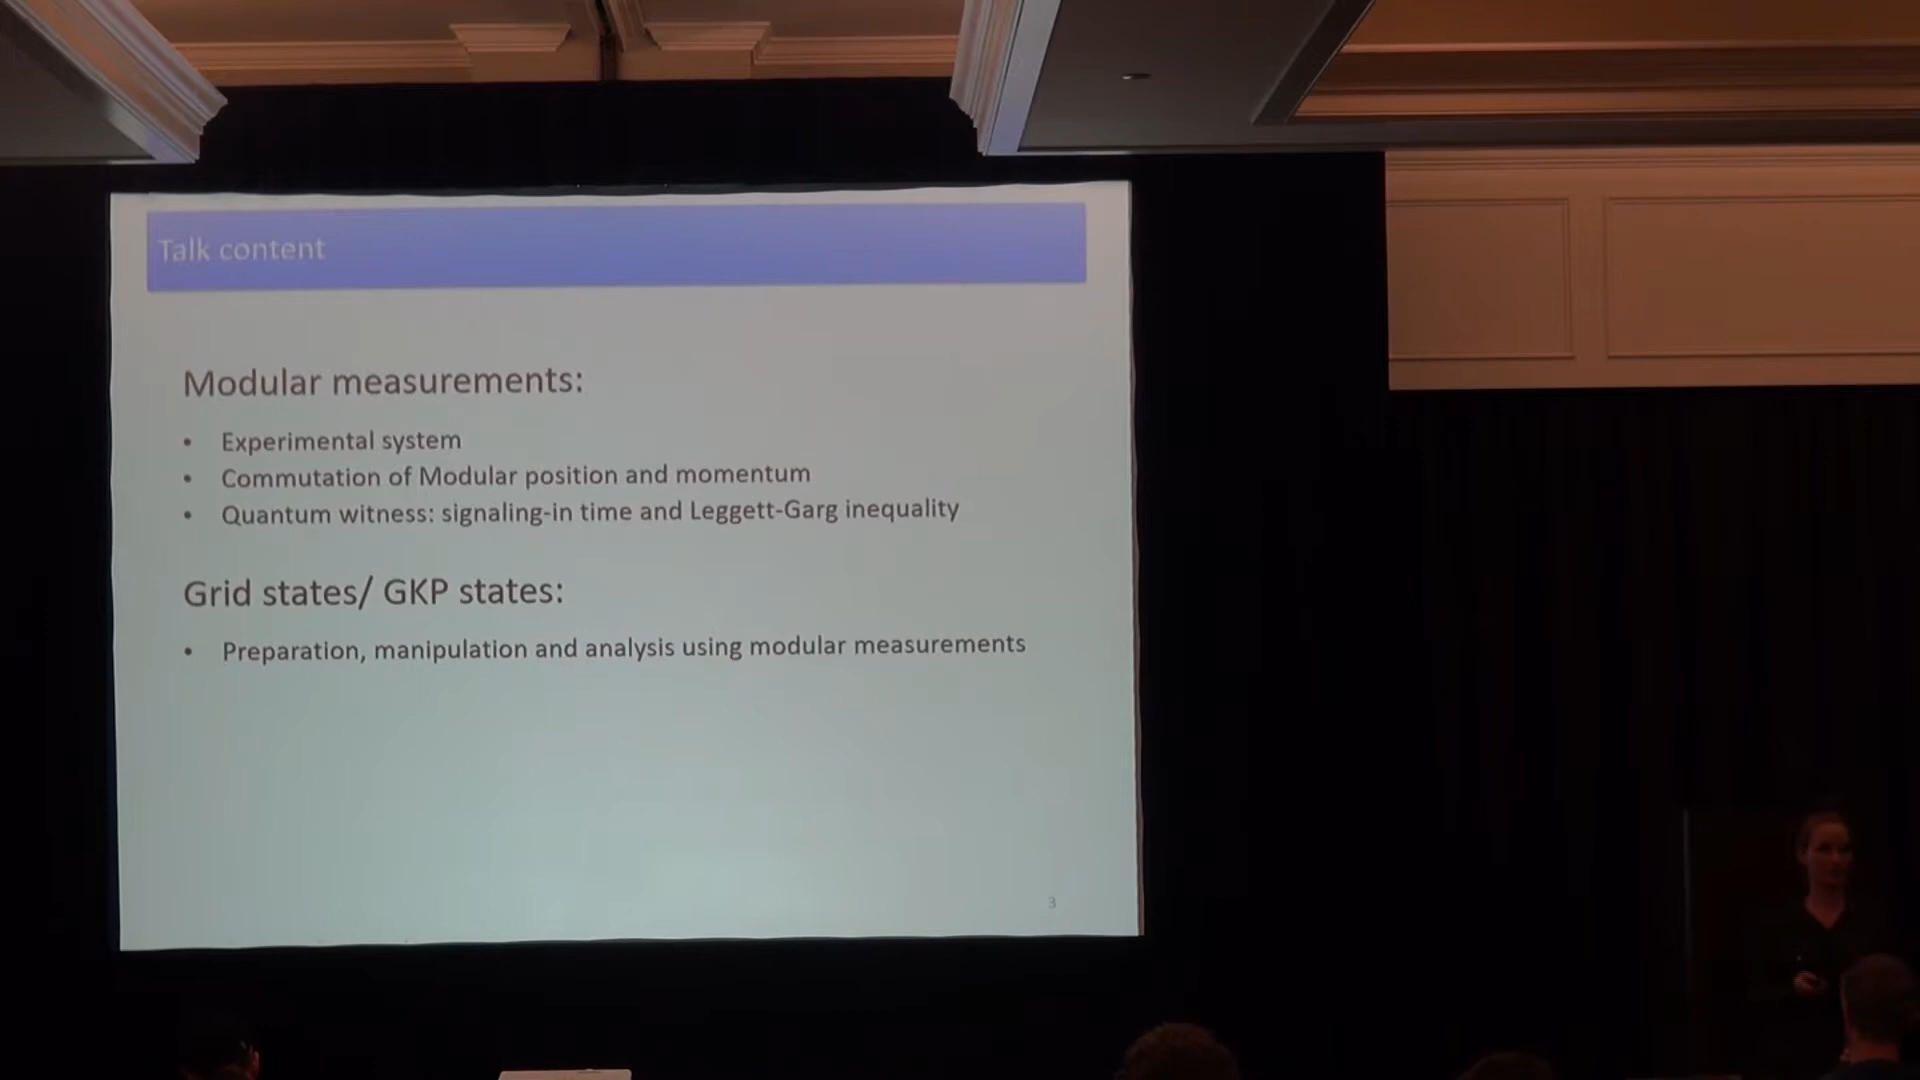 Talk content
Modular measurements:
• Experimental system
• Commutation of Modular position and momentum
• Quantum witness: signaling-in time and Leggett-Garg inequality
Grid states/ GKP states:
• Preparation, manipulation and analysis using modular measurements
3